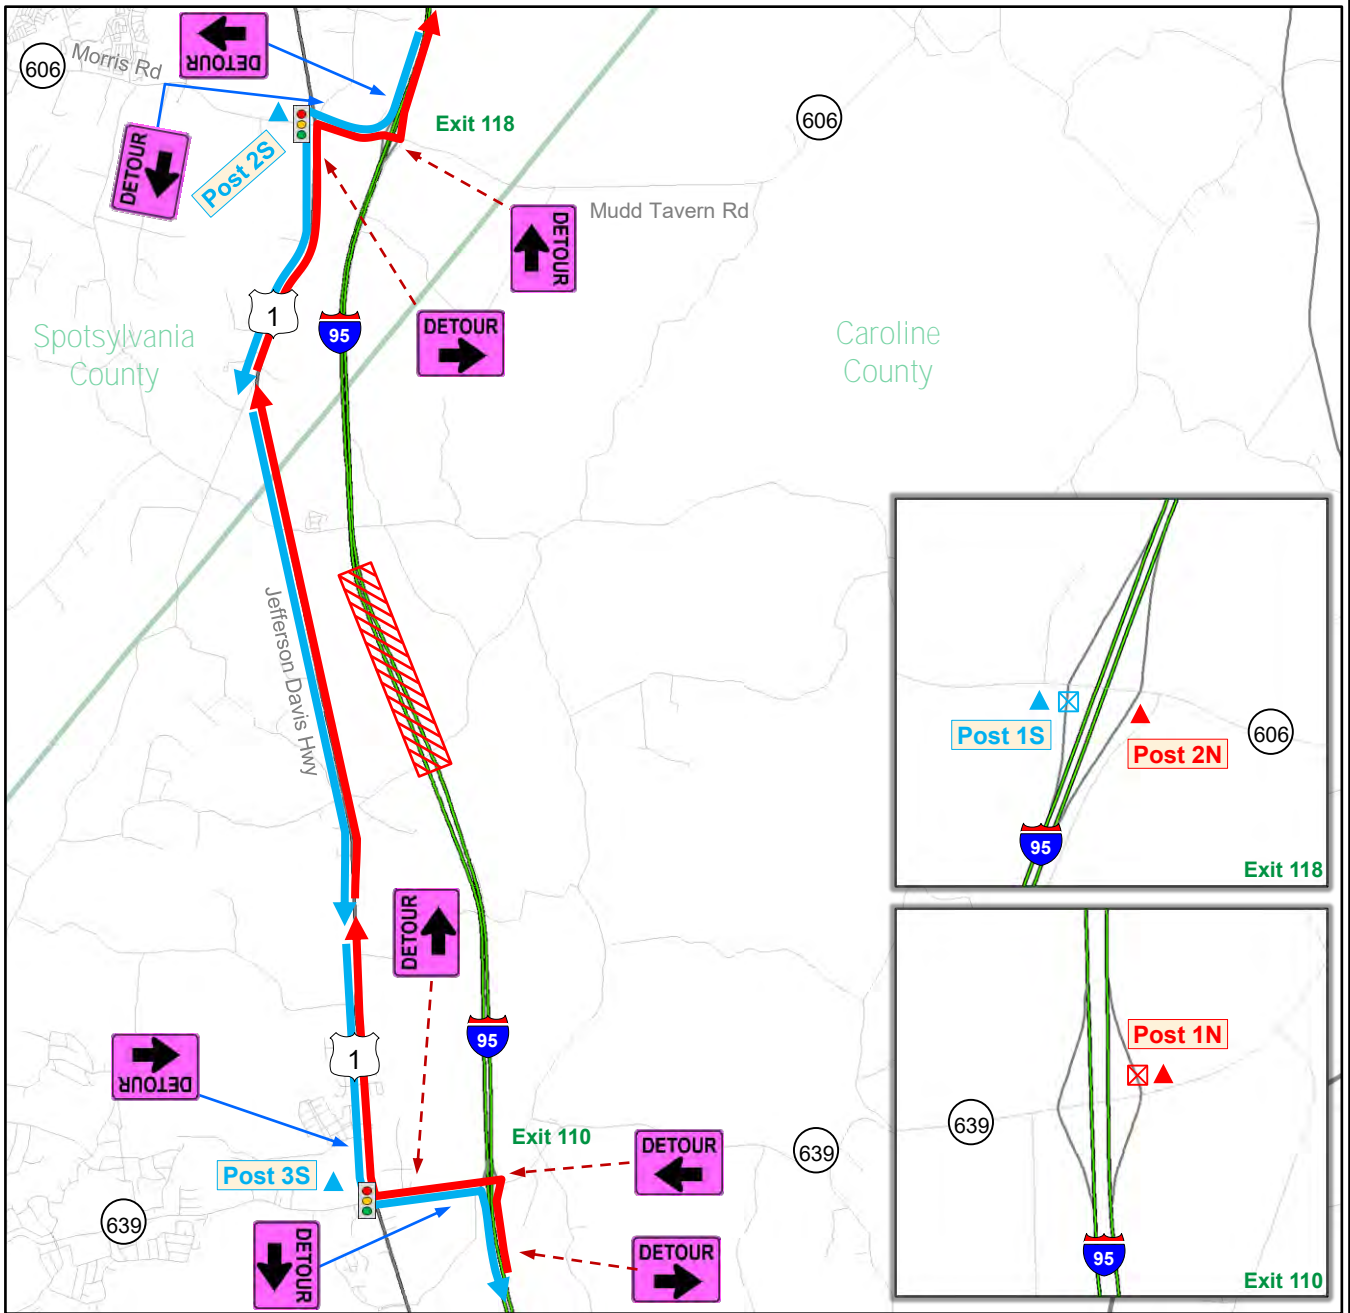 DETOUR
606
Morris Rd
DETOUR
Post 2S
Exit 118
606
Mudd Tavern Rd
DETOUR
DETOUR
1
95
Spotsylvania
County
Caroline
County
Jefferson Davis Hwy
Post 1S
Post 2N
606
95
Exit 118
DETOUR
95
1
DETOUR
Post 3S
639
Exit 110
DETOUR
639
DETOUR
DETOUR
Post 1N
639
95
Exit 110